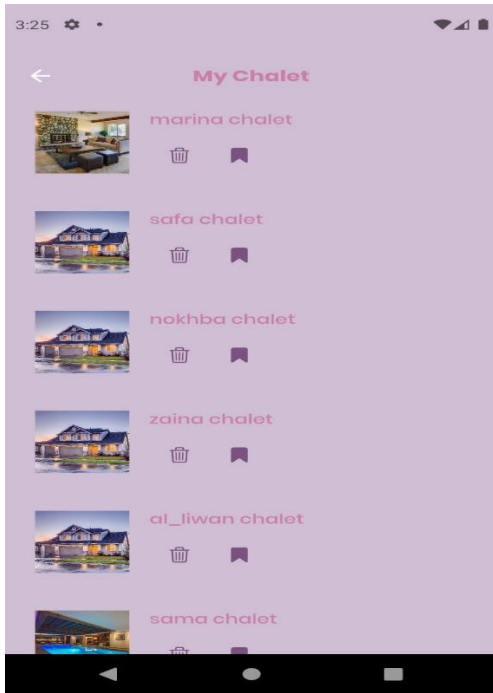 3:25
My Chalet
marina chalet
safa chalet
nokhba chalet
zaina chalet
al_liwan chalet
sama chalet